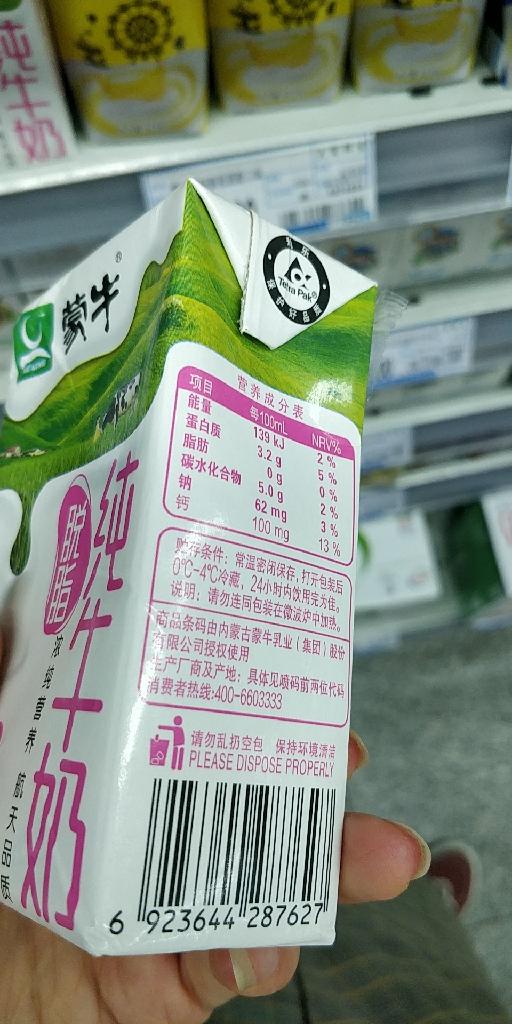 纯牛奶
蒙牛®
脱脂
纯牛奶
浓纯营养 航天品质
Tetra Pak®
保护好品质
营养成分表
项目 每100mL NRV%
能量 139 kJ 2 %
蛋白质 3.2 g 5 %
脂肪 0 g 0 %
碳水化合物 5.0 g 2 %
钠 62 mg 3 %
钙 100 mg 13 %
贮存条件：常温密闭保存，打开包装后
0℃-4℃冷藏，24小时内饮用完为佳。
说明：请勿连同包装在微波炉中加热。
商品条码由内蒙古蒙牛乳业（集团）股份
有限公司授权使用
生产厂商及产地：具体见喷码前两位代码
消费者热线:400-6603333
请勿乱扔空包 保持环境清洁
PLEASE DISPOSE PROPERLY
6 923644 287627